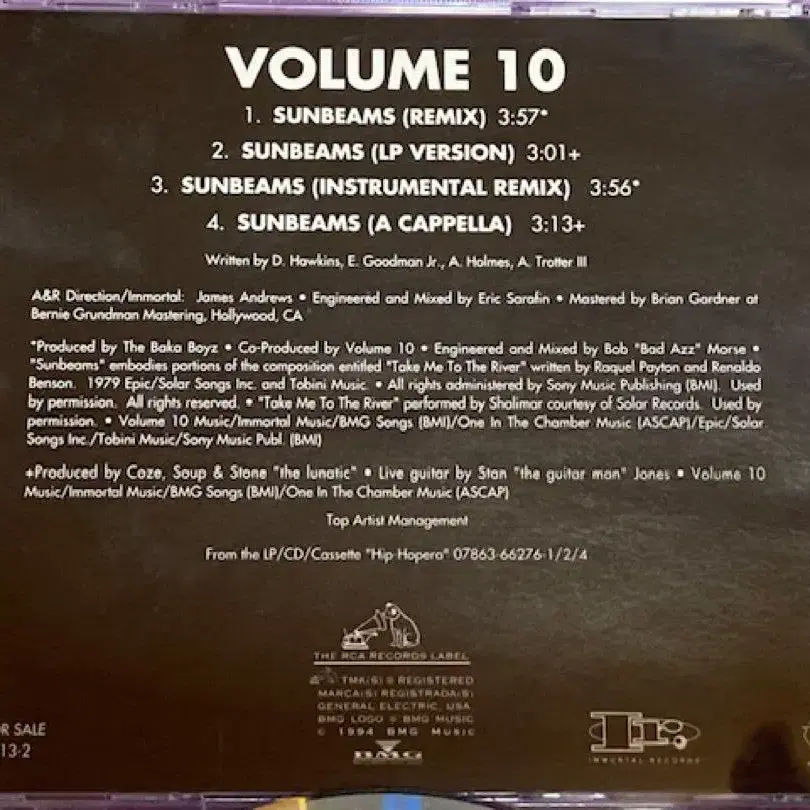 VOLUME 10
1. SUNBEAMS (REMIX) 3:57*
2. SUNBEAMS (LP VERSION) 3:01+
3. SUNBEAMS (INSTRUMENTAL REMIX) 3:56*
4. SUNBEAMS (A CAPPELLA) 3:13+
Written by D. Hawkins, E. Goodman Jr., A. Holmes, A. Trotter III
A&R Direction/Immortal: James Andrews • Engineered and Mixed by Eric Sarafin • Mastered by Brian Gardner at
Bernie Grundman Mastering, Hollywood, CA
*Produced by The Baka Boyz • Co-Produced by Volume 10 • Engineered and Mixed by Bob "Bad Azz" Morse •
"Sunbeams" embodies portions of the composition entitled "Take Me To The River" written by Raquel Payton and Renaldo
Benson. 1979 Epic/Solar Songs Inc. and Tobini Music. • All rights administered by Sony Music Publishing (BMI). Used
by permission. All rights reserved. • "Take Me To The River" performed by Shalimar courtesy of Solar Records. Used by
permission. • Volume 10 Music/Immortal Music/BMG Songs (BMI)/One In The Chamber Music (ASCAP)/Epic/Solar
Songs Inc./Tobini Music/Sony Music Publ. (BMI)
+Produced by Coze, Soup & Stone "the lunatic" • Live guitar by Stan "the guitar man" Jones • Volume 10
Music/Immortal Music/BMG Songs (BMI)/One In The Chamber Music (ASCAP)
Top Artist Management
From the LP/CD/Cassette "Hip-Hopera" 07863-66276-1/2/4
THE RCA RECORDS LABEL
TMK(S) ® REGISTERED
MARCA(S) REGISTRADA(S)
GENERAL ELECTRIC, USA
BMG LOGO ® BMG MUSIC
© 1994 BMG MUSIC
BMG
R SALE
13-2
IMMORTAL RECORDS